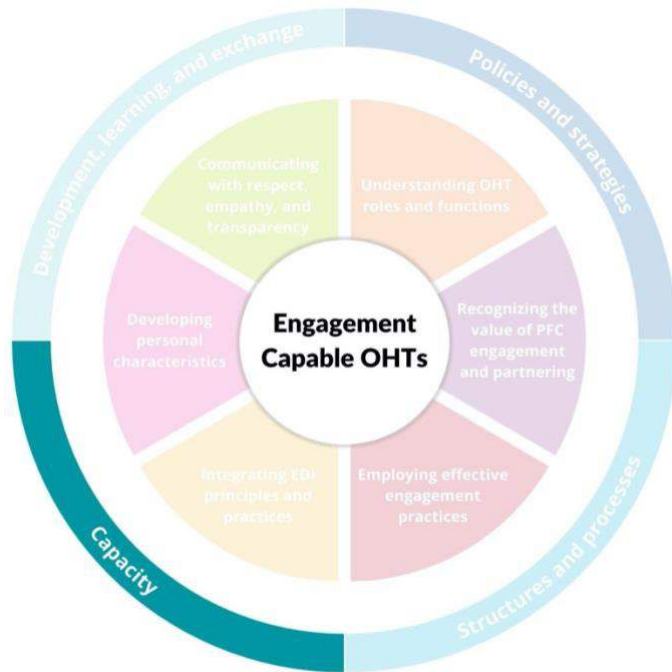 Development, learning, and exchange
Policies and strategies
Communicating
with respect,
empathy, and
transparency
Understanding OHT
roles and functions
Developing
personal
characteristics
Engagement
Capable OHTs
Recognizing the
value of PFC
engagement
and partnering
Integrating EDI
principles and
practices
Employing effective
engagement
practices
Capacity
Structures and processes